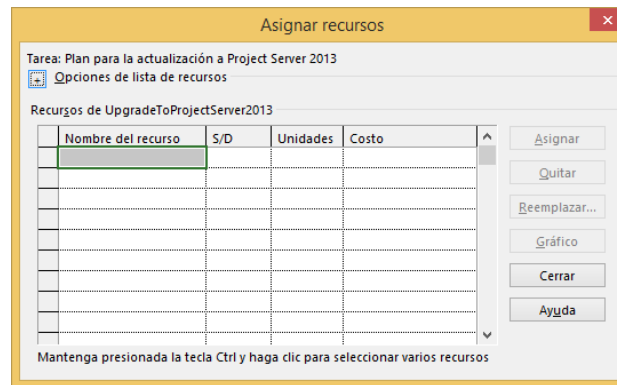 Asignar recursos
Tarea: Plan para la actualización a Project Server 2013
Opciones de lista de recursos
Recursos de UpgradeToProjectServer2013
Nombre del recurso S/D Unidades Costo
Asignar
Quitar
Reemplazar...
Gráfico
Cerrar
Ayuda
Mantenga presionada la tecla Ctrl y haga clic para seleccionar varios recursos